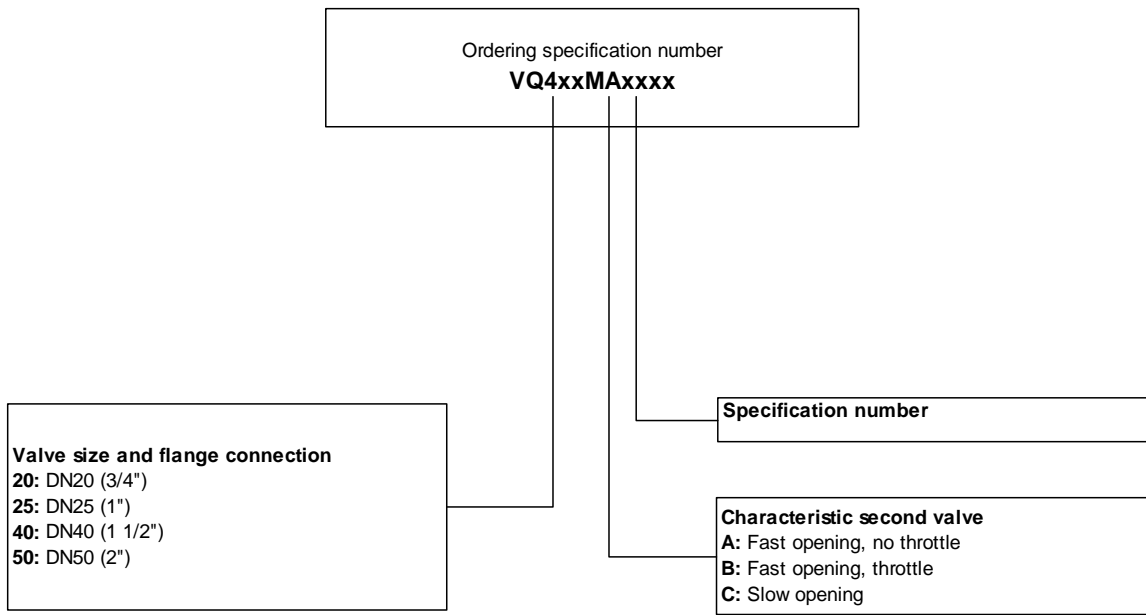 Ordering specification number
VQ4xxMAxxxx
Valve size and flange connection
20: DN20 (3/4")
25: DN25 (1")
40: DN40 (1 1/2")
50: DN50 (2")
Specification number
Characteristic second valve
A: Fast opening, no throttle
B: Fast opening, throttle
C: Slow opening